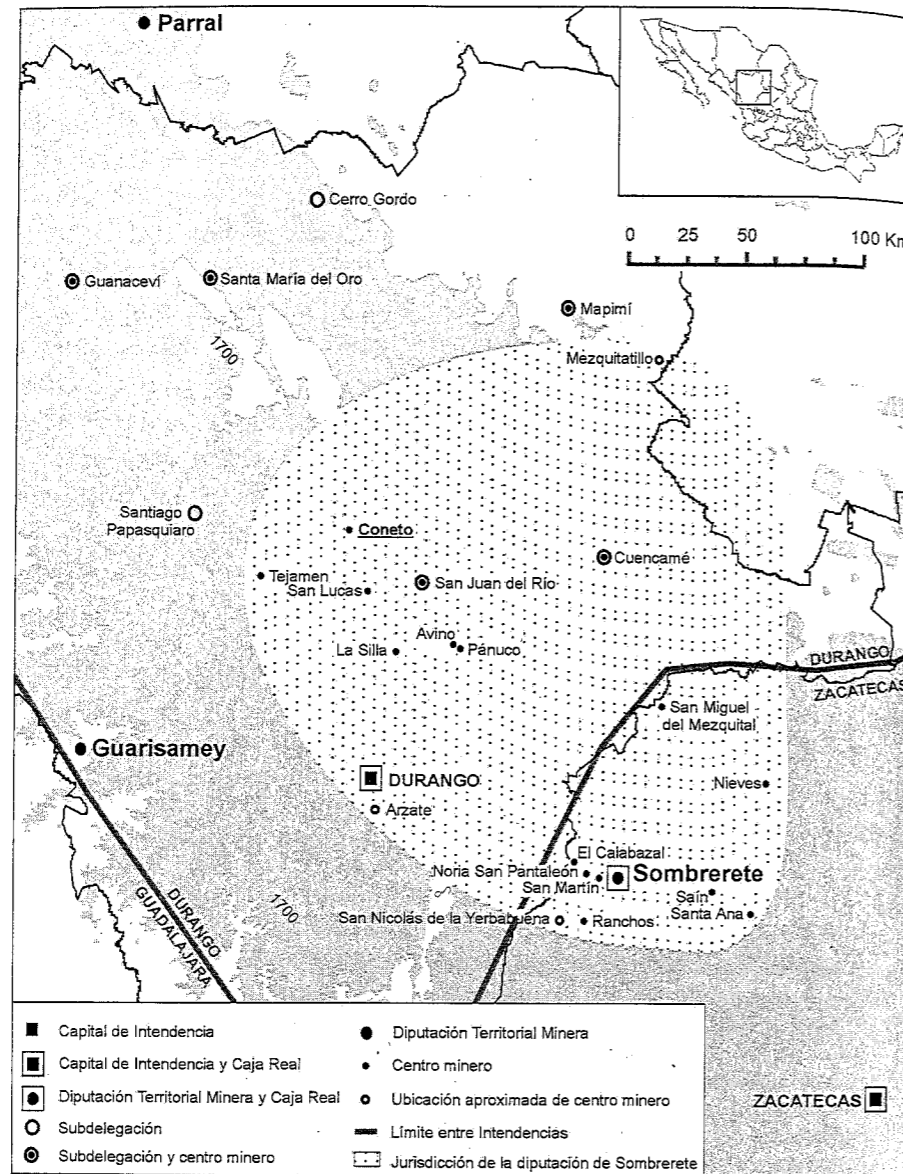 Parral
Cerro Gordo
0 25 50 100 Km
Guanaceví
Santa María del Oro
Mapimí
1700
Mezquitatillo
Santiago
Papasquiaro
Coneto
Cuencamé
Tejamen
San Lucas
San Juan del Río
Avino
La Silla
Pánuco
DURANGO
ZACATECAS
San Miguel
del Mezquital
Guarisamey
DURANGO
Nieves
Arzate
El Calabazal
Noria San Pantaleón
Sombrerete
San Martín
Saín
Santa Ana
DURANGO
GUADALAJARA
1700
San Nicolás de la Yerbabuena
Ranchos
Capital de Intendencia
Capital de Intendencia y Caja Real
Diputación Territorial Minera y Caja Real
Subdelegación
Subdelegación y centro minero
Diputación Territorial Minera
Centro minero
Ubicación aproximada de centro minero
Límite entre Intendencias
Jurisdicción de la diputación de Sombrerete
ZACATECAS